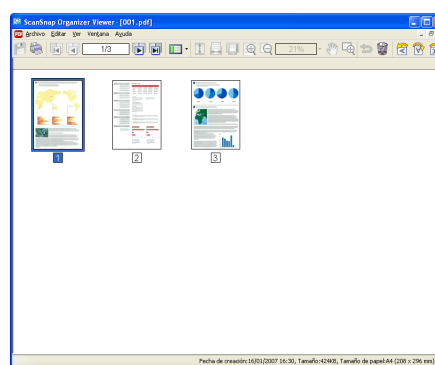 ScanSnap Organizer Viewer - [001.pdf]
Archivo Editar Ver Ventana Ayuda
1/3
21%
1
2
3
Fecha de creación:16/01/2007 16:30, Tamaño:424KB, Tamaño de papel:A4 (208 x 296 mm)